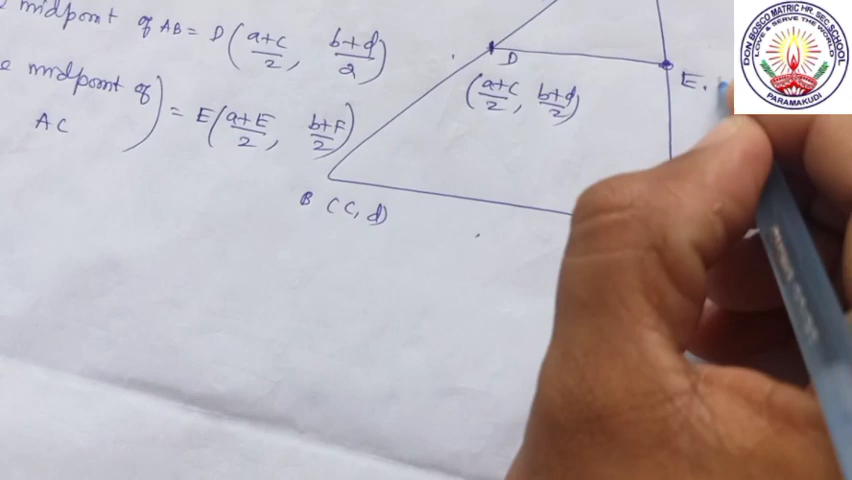 midpoint of AB = D (a+c/2, b+d/2)
midpoint of AC ) = E (a+E/2, b+F/2)
D
(a+c/2, b+d/2)
E.
B (C, d)
DON BOSCO MATRIC HR. SEC. SCHOOL
LOVE & SERVE THE WORLD
PARAMAKUDI